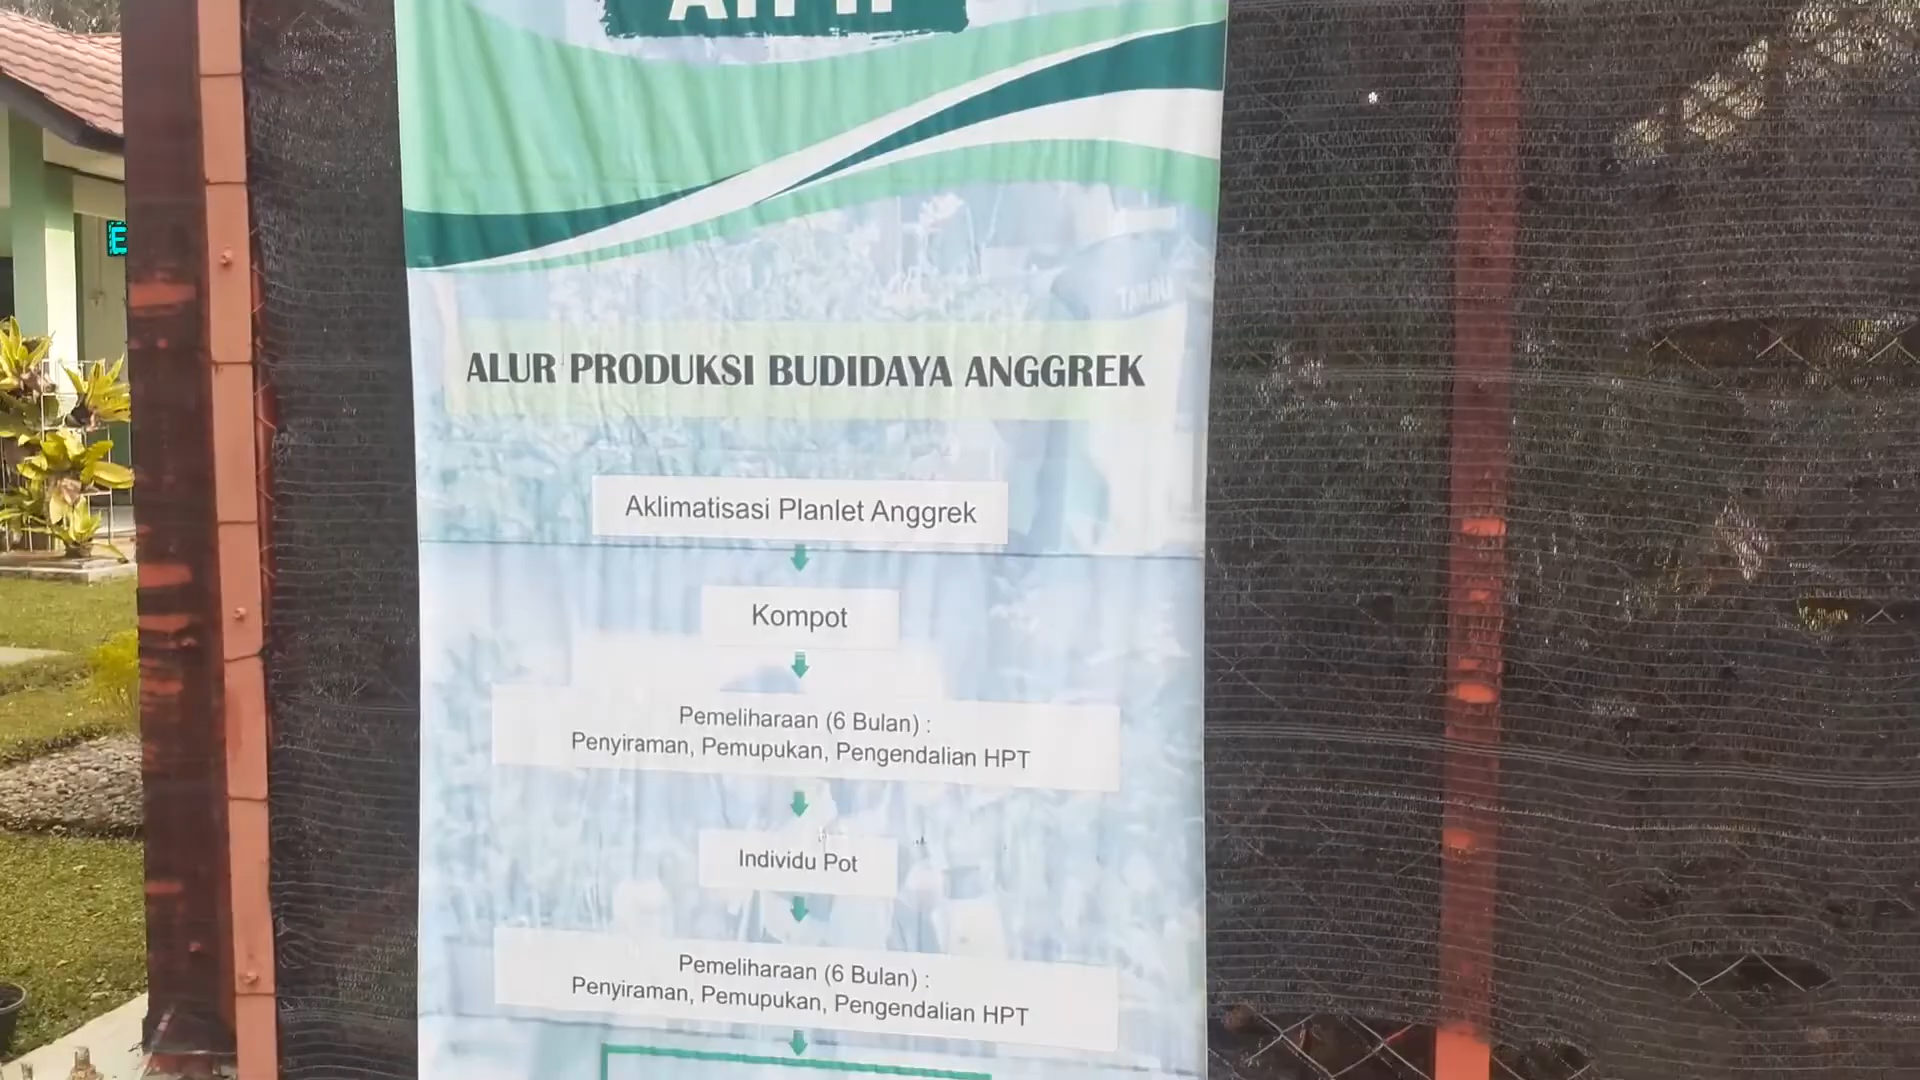 ALUR PRODUKSI BUDIDAYA ANGGREK
Aklimatisasi Planlet Anggrek
Kompot
Pemeliharaan (6 Bulan) :
Penyiraman, Pemupukan, Pengendalian HPT
Individu Pot
Pemeliharaan (6 Bulan) :
Penyiraman, Pemupukan, Pengendalian HPT
E